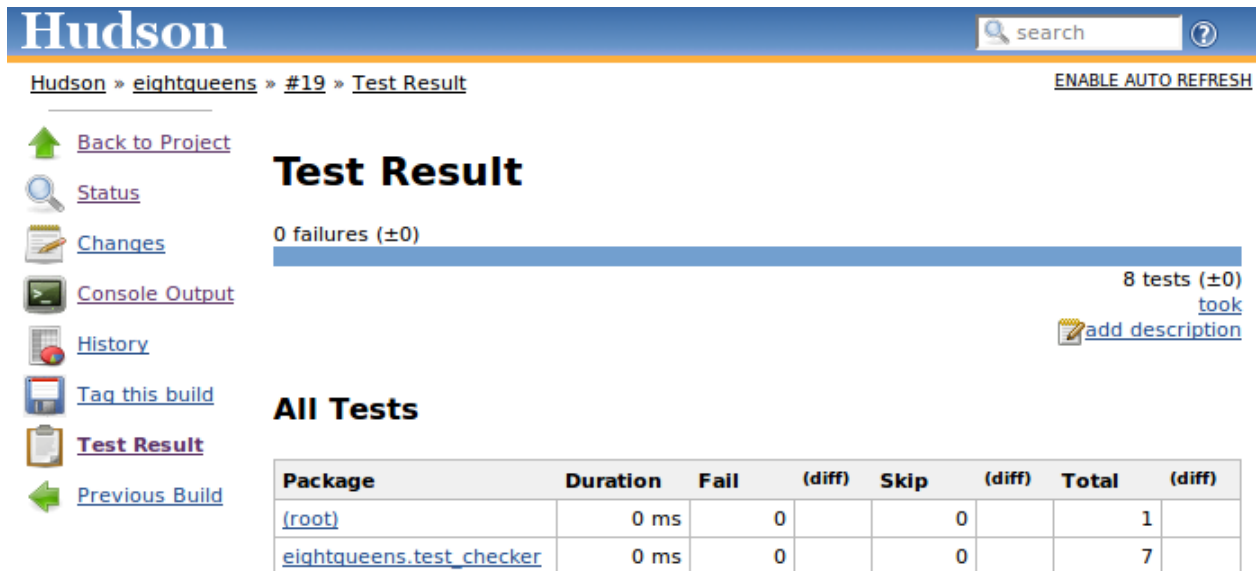 Hudson
search
Hudson » eightqueens » #19 » Test Result
ENABLE AUTO REFRESH
Back to Project
Status
Changes
Console Output
History
Tag this build
Test Result
Previous Build
Test Result
0 failures (±0)
8 tests (±0)
took
add description
All Tests
Package Duration Fail (diff) Skip (diff) Total (diff)
(root) 0 ms 0 0 1
eightqueens.test_checker 0 ms 0 0 7